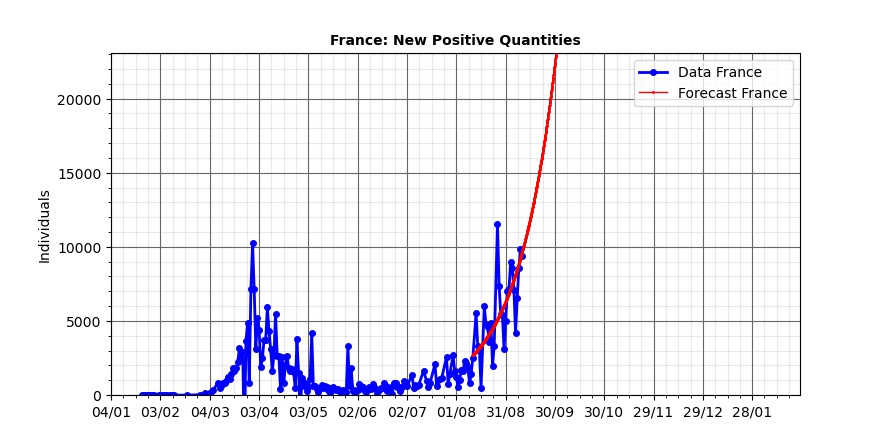 France: New Positive Quantities
Data France
Forecast France
Individuals
20000
15000
10000
5000
0
04/01 03/02 04/03 03/04 03/05 02/06 02/07 01/08 31/08 30/09 30/10 29/11 29/12 28/01